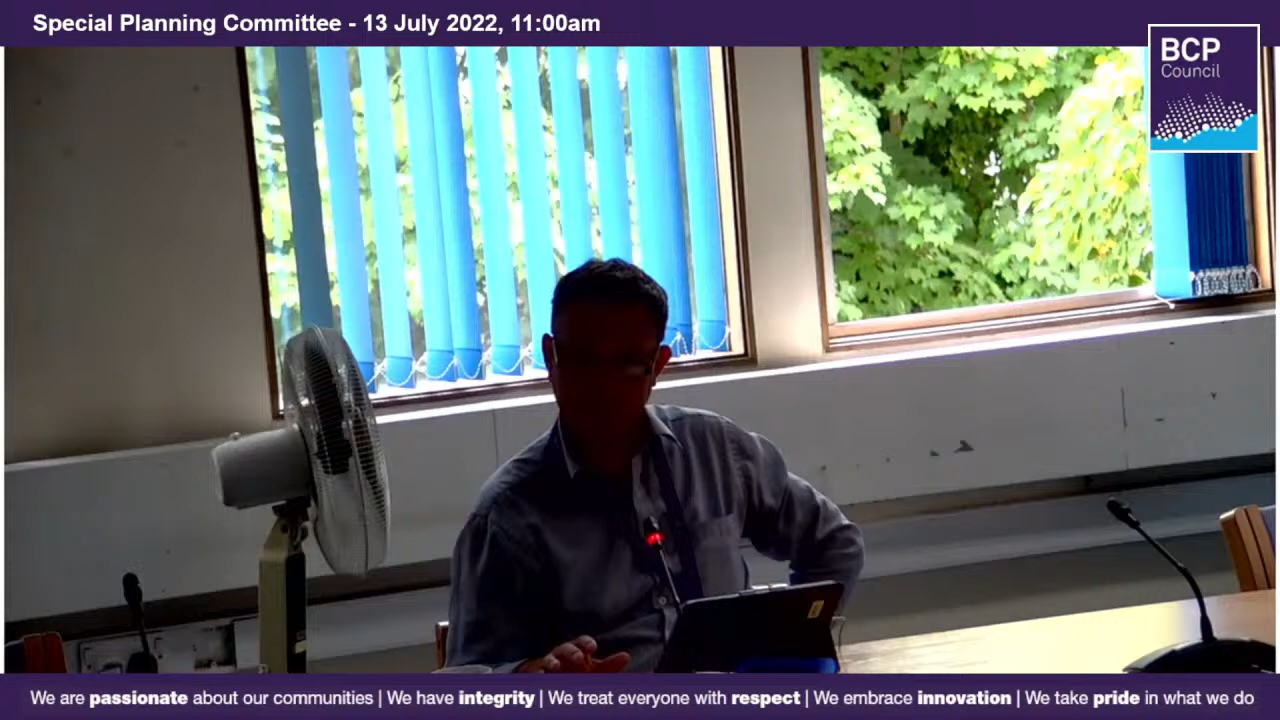 Special Planning Committee - 13 July 2022, 11:00am
BCP
Council
We are passionate about our communities | We have integrity | We treat everyone with respect | We embrace innovation | We take pride in what we do